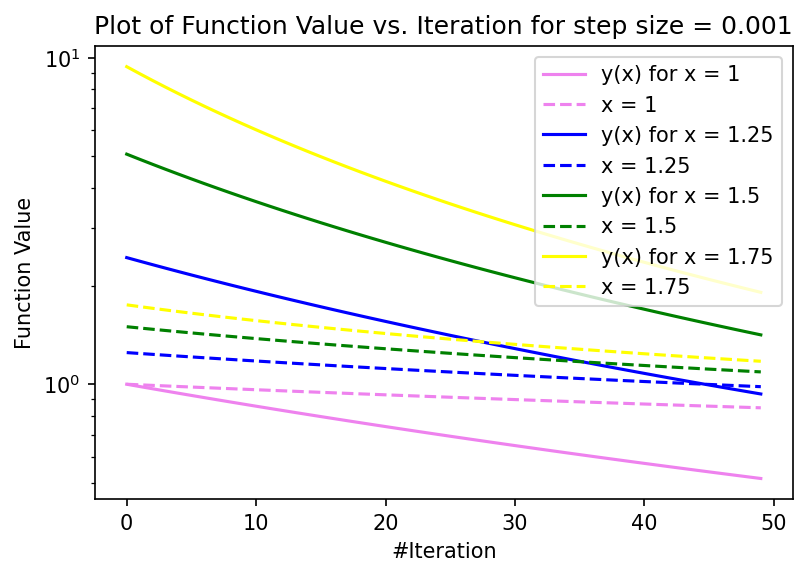 Plot of Function Value vs. Iteration for step size = 0.001
10¹
10⁰
Function Value
y(x) for x = 1
x = 1
y(x) for x = 1.25
x = 1.25
y(x) for x = 1.5
x = 1.5
y(x) for x = 1.75
x = 1.75
0 10 20 30 40 50
#Iteration